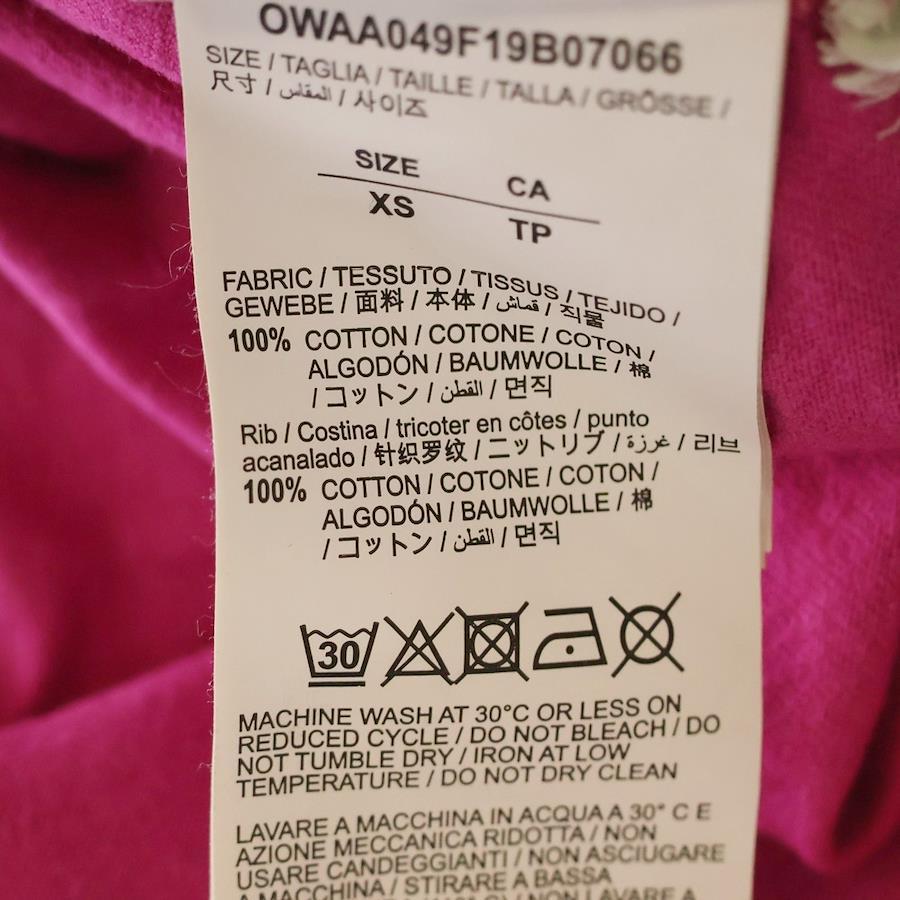 OWAA049F19B07066
SIZE / TAGLIA / TAILLE / TALLA / GRÖSSE /
尺寸 / المقاس / 사이즈
SIZE CA
XS TP
FABRIC / TESSUTO / TISSUS / TEJIDO /
GEWEBE / 面料 / 本体 / قماش / 직물
100% COTTON / COTONE / COTON /
ALGODÓN / BAUMWOLLE / 棉
/ コットン / القطن / 면직
Rib / Costina / tricoter en côtes / punto
acanalado / 针织罗纹 / ニットリブ / غرزة / 리브
100% COTTON / COTONE / COTON /
ALGODÓN / BAUMWOLLE / 棉
/ コットン / القطن / 면직
30
MACHINE WASH AT 30°C OR LESS ON
REDUCED CYCLE / DO NOT BLEACH / DO
NOT TUMBLE DRY / IRON AT LOW
TEMPERATURE / DO NOT DRY CLEAN
LAVARE A MACCHINA IN ACQUA A 30° C E
AZIONE MECCANICA RIDOTTA / NON
USARE CANDEGGIANTI / NON ASCIUGARE
A MACCHINA / STIRARE A BASSA
NON LAVARE A